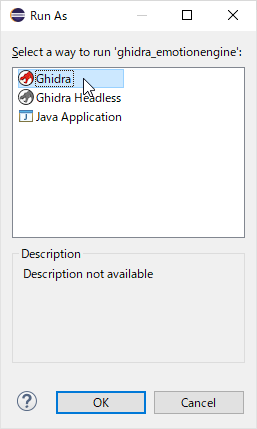 Run As
Select a way to run 'ghidra_emotionengine':
Ghidra
Ghidra Headless
J Java Application
Description
Description not available
?
OK
Cancel